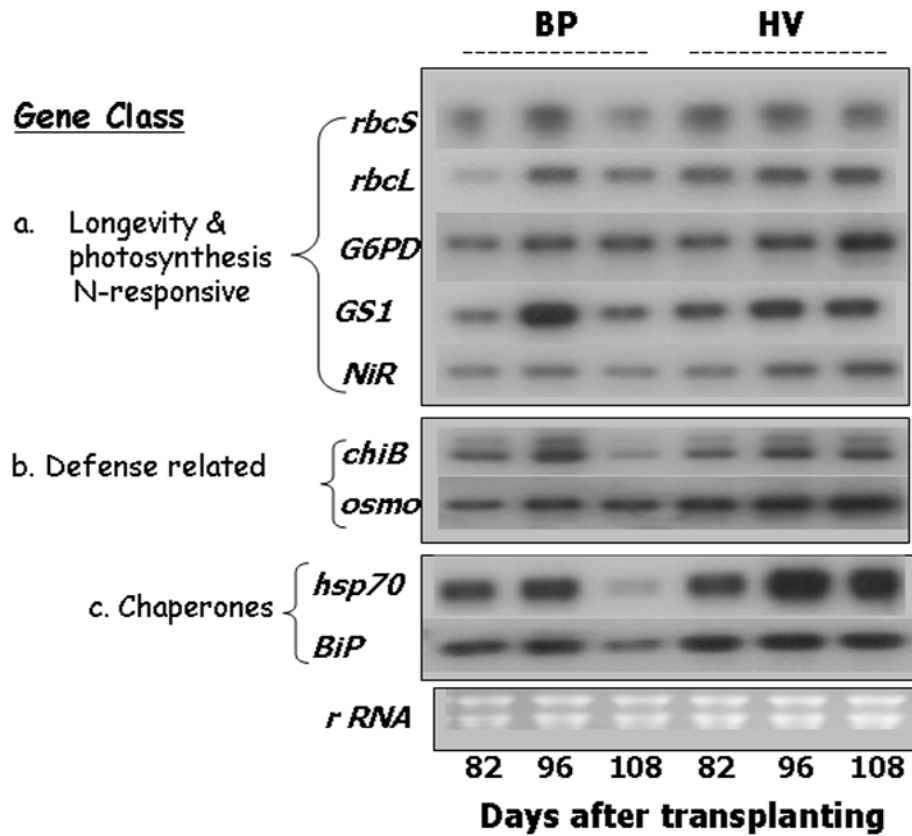 BP HV
Gene Class
rbcS
rbcL
a. Longevity &
photosynthesis
N-responsive
G6PD
GS1
NiR
b. Defense related
chiB
osmo
c. Chaperones
hsp70
BiP
r RNA
82 96 108 82 96 108
Days after transplanting